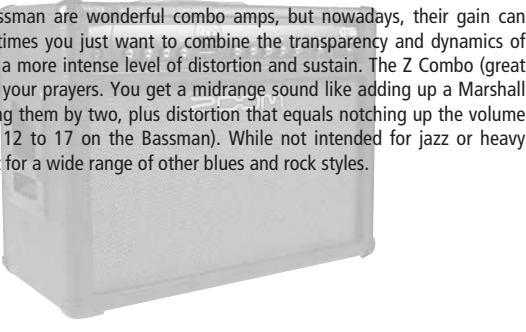 ssman are wonderful combo amps, but nowadays, their gain can
times you just want to combine the transparency and dynamics of
a more intense level of distortion and sustain. The Z Combo (great
your prayers. You get a midrange sound like adding up a Marshall
ng them by two, plus distortion that equals notching up the volume
12 to 17 on the Bassman). While not intended for jazz or heavy
for a wide range of other blues and rock styles.
ZOOM